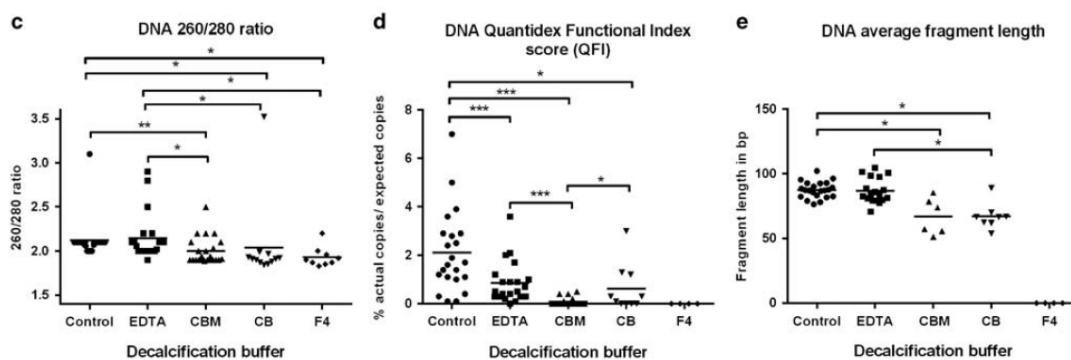 c
DNA 260/280 ratio
*
*
*
*
**
*
260/280 ratio
3.5
3.0
2.5
2.0
1.5
Control EDTA CBM CB F4
Decalcification buffer
d
DNA Quantidex Functional Index
score (QFI)
*
***
***
***
*
% actual copies/ expected copies
8
6
4
2
0
Control EDTA CBM CB F4
Decalcification buffer
e
DNA average fragment length
*
*
*
Fragment length in bp
150
100
50
0
Control EDTA CBM CB F4
Decalcification buffer